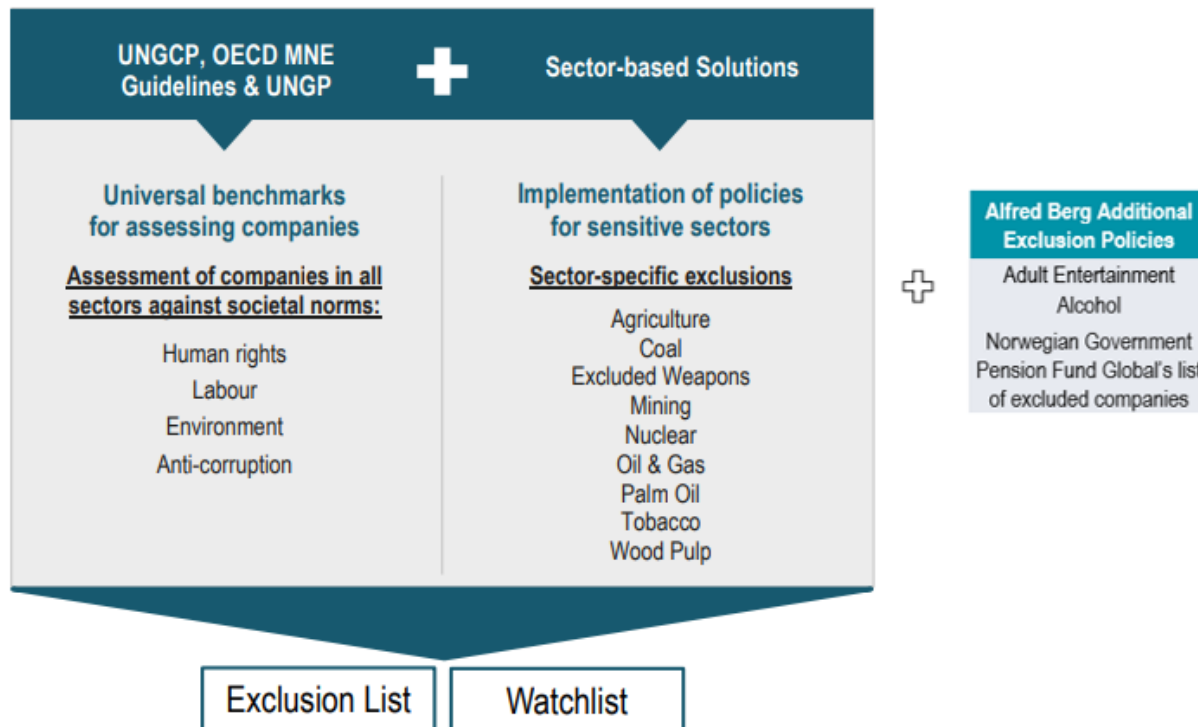 UNGCP, OECD MNE
Guidelines & UNGP
Sector-based Solutions
Universal benchmarks
for assessing companies
Assessment of companies in all
sectors against societal norms:
Human rights
Labour
Environment
Anti-corruption
Implementation of policies
for sensitive sectors
Sector-specific exclusions
Agriculture
Coal
Excluded Weapons
Mining
Nuclear
Oil & Gas
Palm Oil
Tobacco
Wood Pulp
Alfred Berg Additional
Exclusion Policies
Adult Entertainment
Alcohol
Norwegian Government
Pension Fund Global's list
of excluded companies
Exclusion List
Watchlist